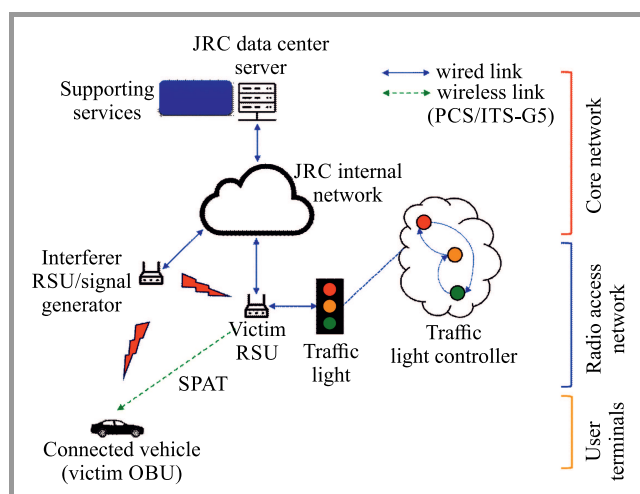 JRC data center
server
Supporting
services
wired link
wireless link
(PCS/ITS-G5)
Core network
JRC internal
network
Interferer
RSU/signal
generator
Victim
RSU
Traffic
light
Traffic
light controller
Radio access
network
SPAT
Connected vehicle
(victim OBU)
User
terminals